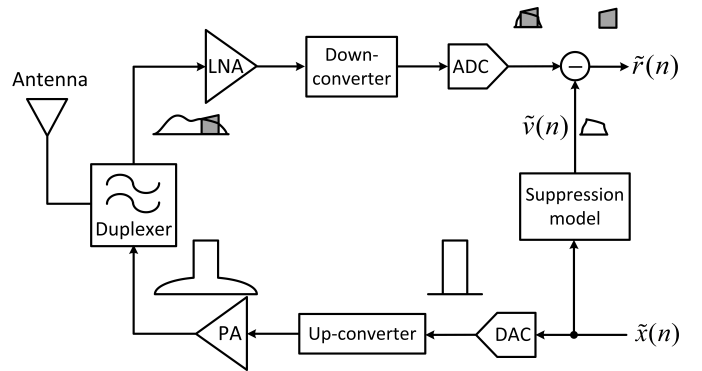 LNA
Down-
converter
ADC
−
r̃(n)
Antenna
ṽ(n)
Duplexer
Suppression
model
PA
Up-converter
DAC
x̃(n)